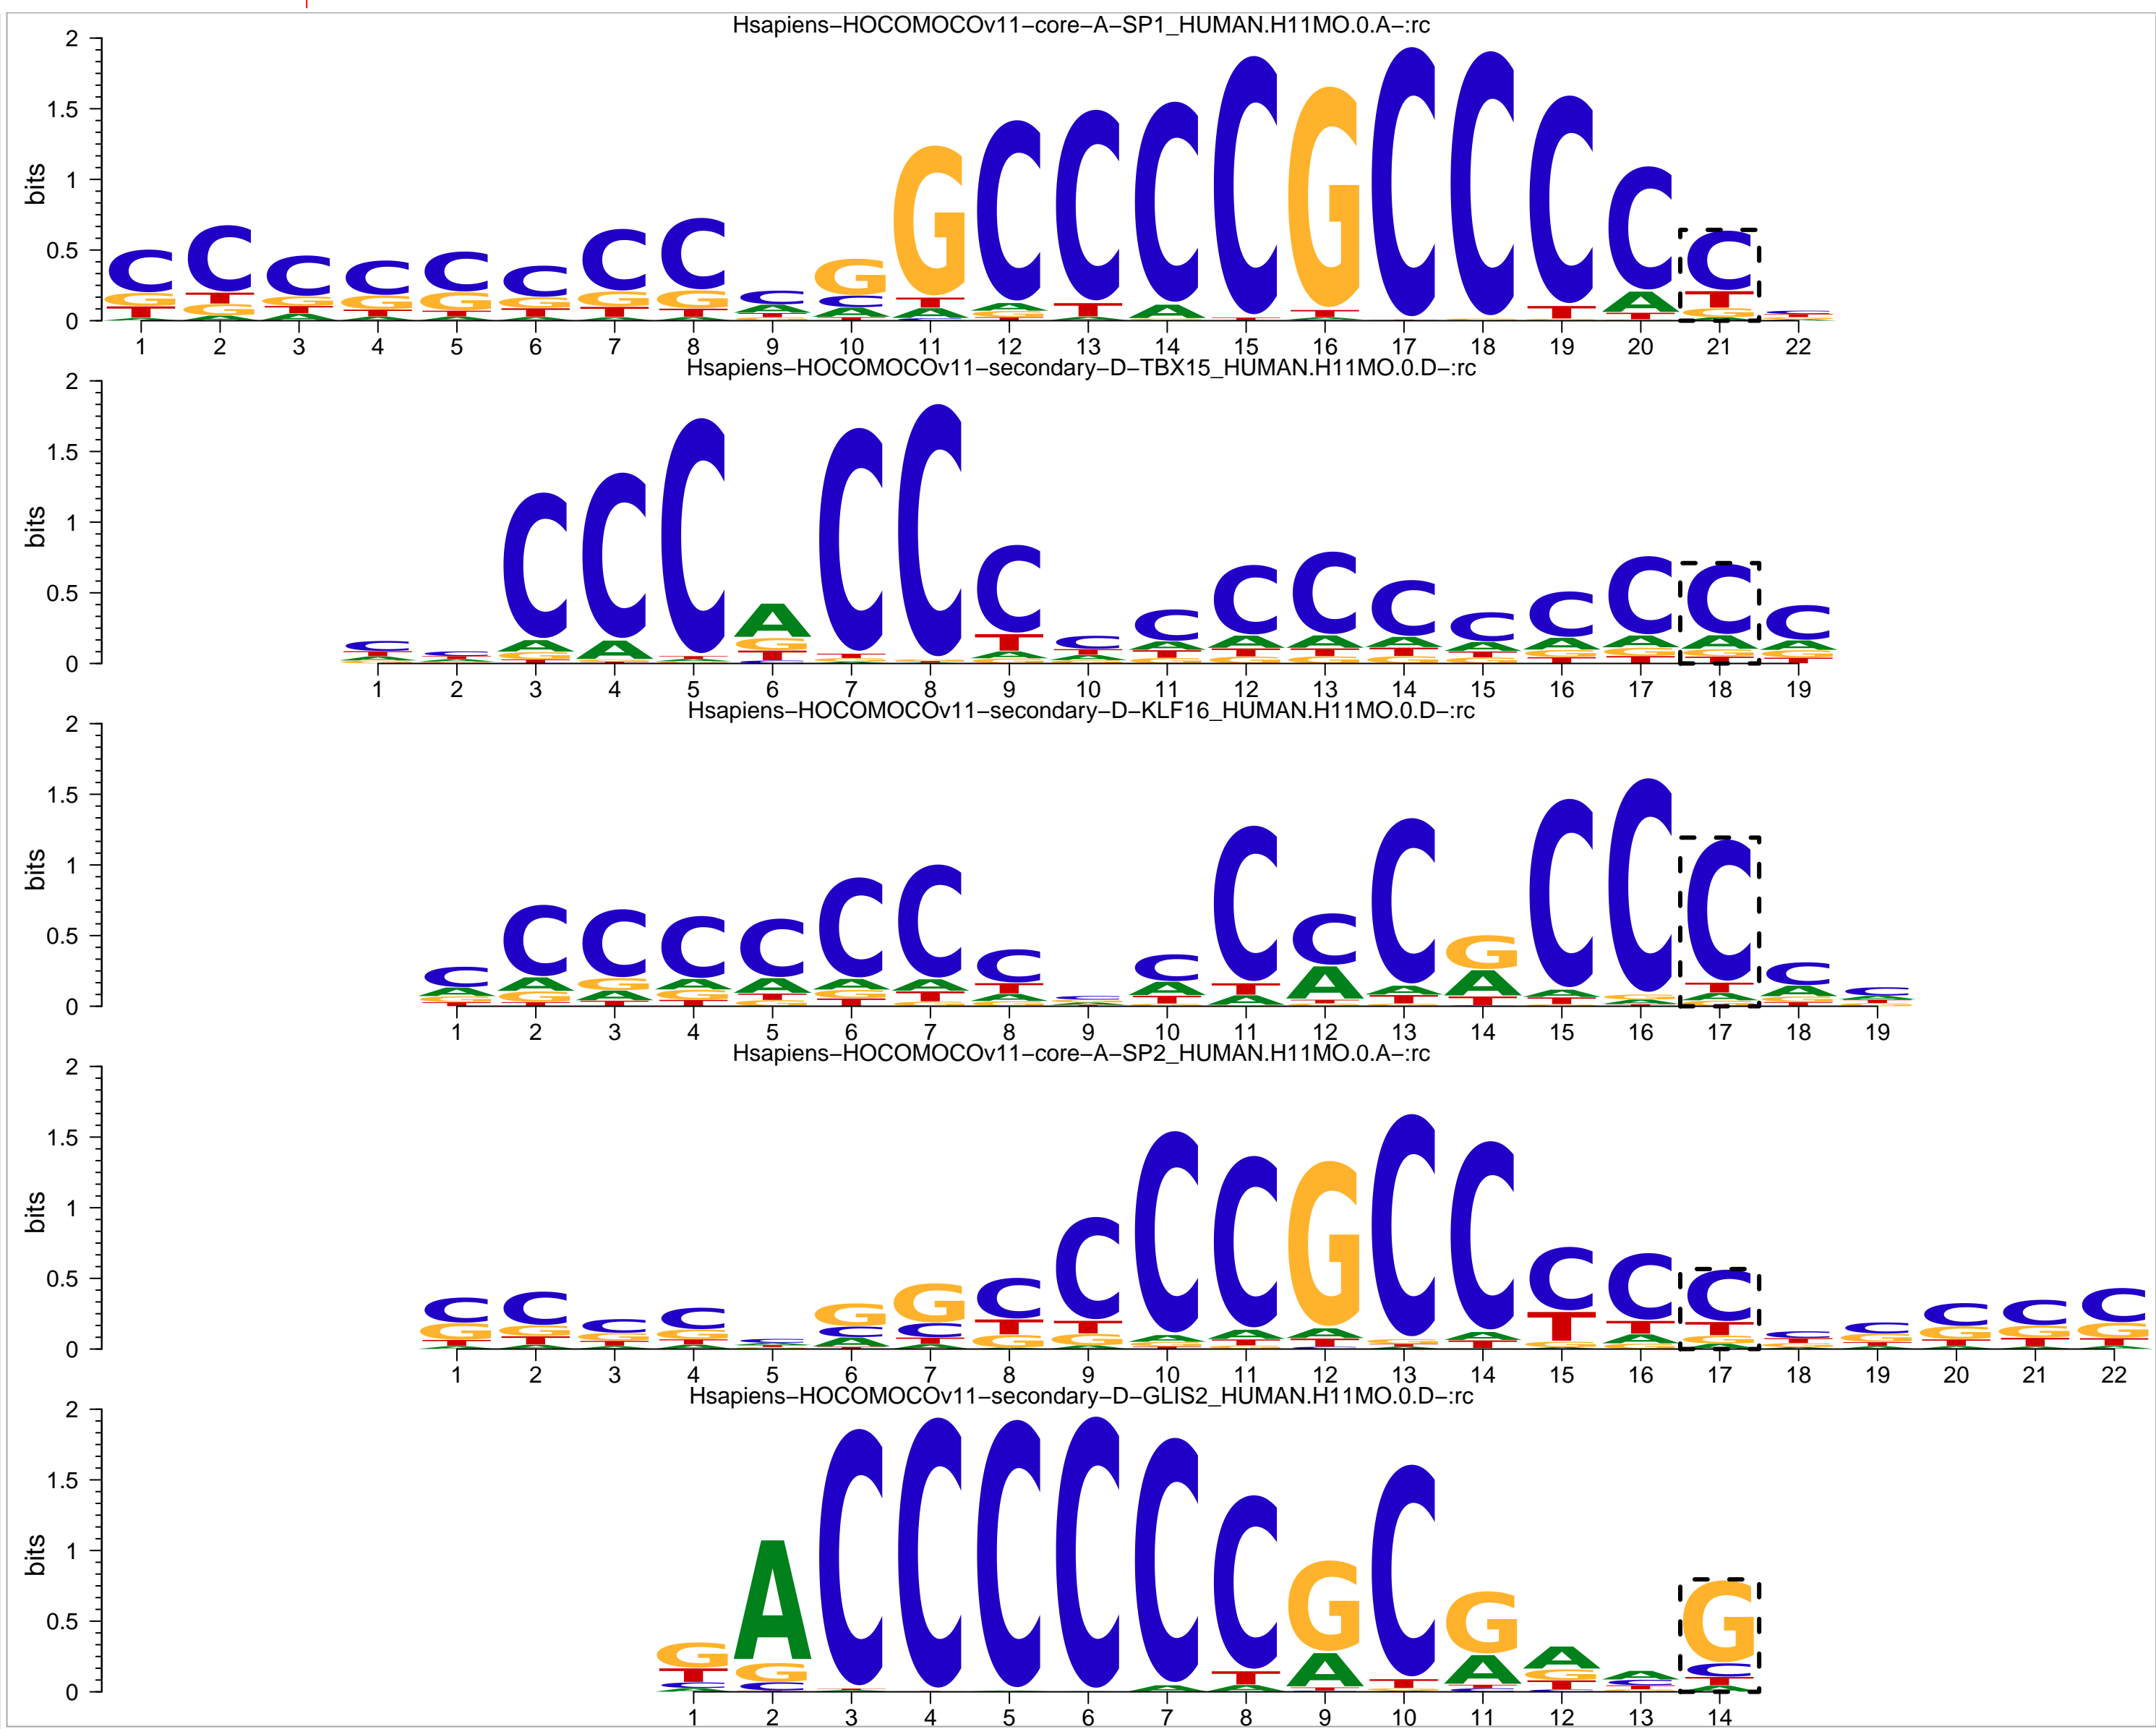 Hsapiens−HOCOMOCOv11−core−A−SP1_HUMAN.H11MO.0.A−:rc
2
1.5
1
0.5
0
bits
1 2 3 4 5 6 7 8 9 10 11 12 13 14 15 16 17 18 19 20 21 22
Hsapiens−HOCOMOCOv11−secondary−D−TBX15_HUMAN.H11MO.0.D−:rc
2
1.5
1
0.5
0
bits
1 2 3 4 5 6 7 8 9 10 11 12 13 14 15 16 17 18 19
Hsapiens−HOCOMOCOv11−secondary−D−KLF16_HUMAN.H11MO.0.D−:rc
2
1.5
1
0.5
0
bits
1 2 3 4 5 6 7 8 9 10 11 12 13 14 15 16 17 18 19
Hsapiens−HOCOMOCOv11−core−A−SP2_HUMAN.H11MO.0.A−:rc
2
1.5
1
0.5
0
bits
1 2 3 4 5 6 7 8 9 10 11 12 13 14 15 16 17 18 19 20 21 22
Hsapiens−HOCOMOCOv11−secondary−D−GLIS2_HUMAN.H11MO.0.D−:rc
2
1.5
1
0.5
0
bits
1 2 3 4 5 6 7 8 9 10 11 12 13 14